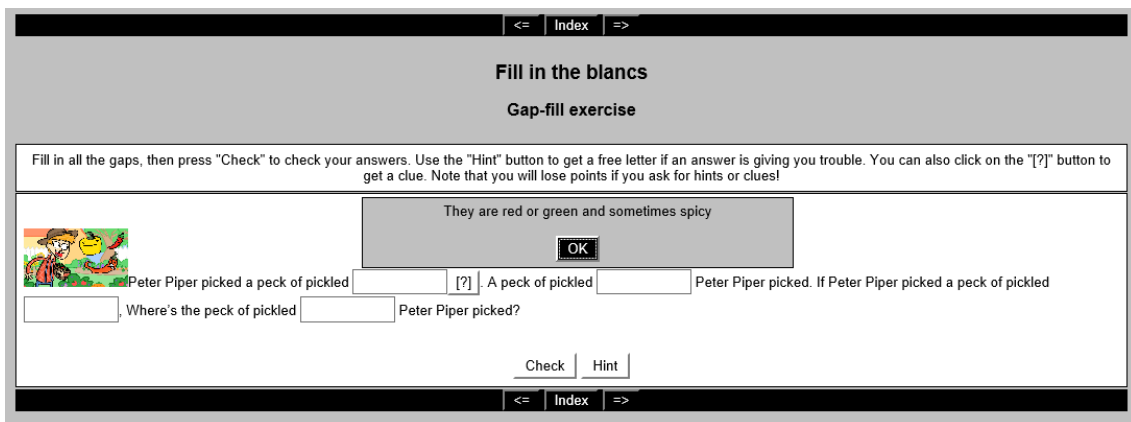 <= Index =>
Fill in the blancs
Gap-fill exercise
Fill in all the gaps, then press "Check" to check your answers. Use the "Hint" button to get a free letter if an answer is giving you trouble. You can also click on the "[?]" button to
get a clue. Note that you will lose points if you ask for hints or clues!
They are red or green and sometimes spicy
OK
Peter Piper picked a peck of pickled [?] . A peck of pickled Peter Piper picked. If Peter Piper picked a peck of pickled
, Where's the peck of pickled Peter Piper picked?
Check Hint
<= Index =>